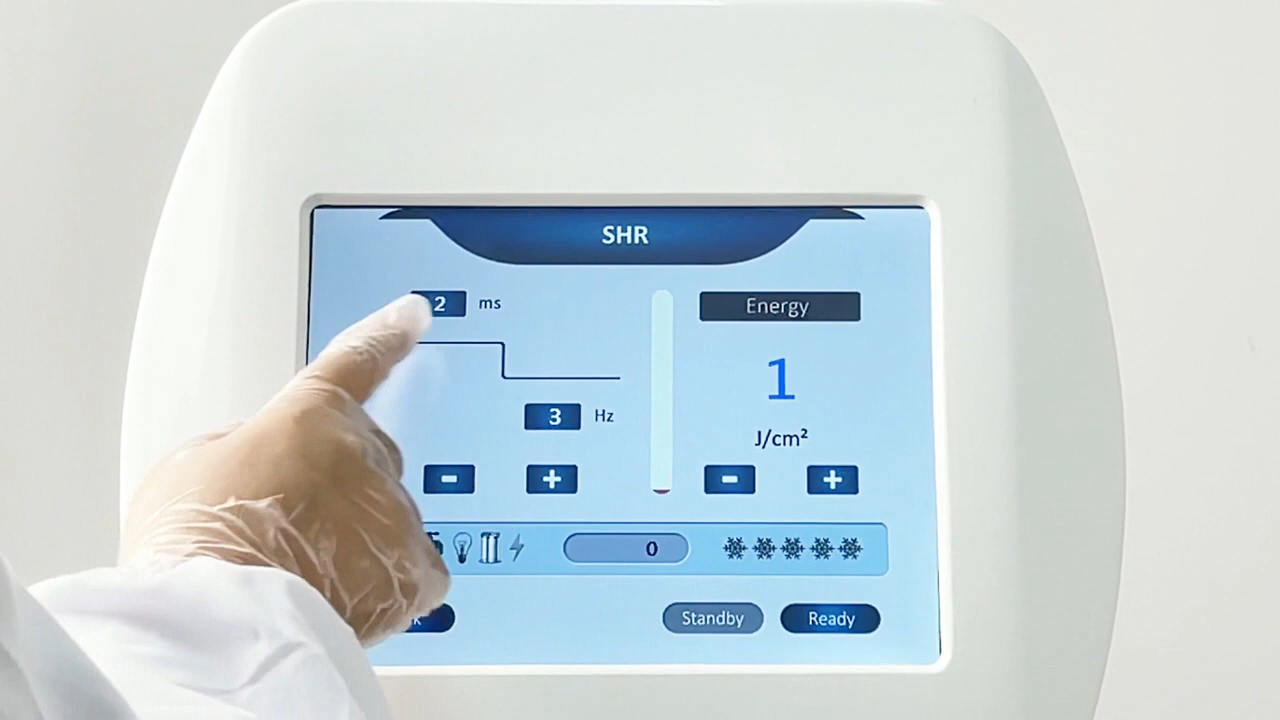 SHR
2 ms
Energy
1
3 Hz
J/cm²
- + - +
0
Standby Ready